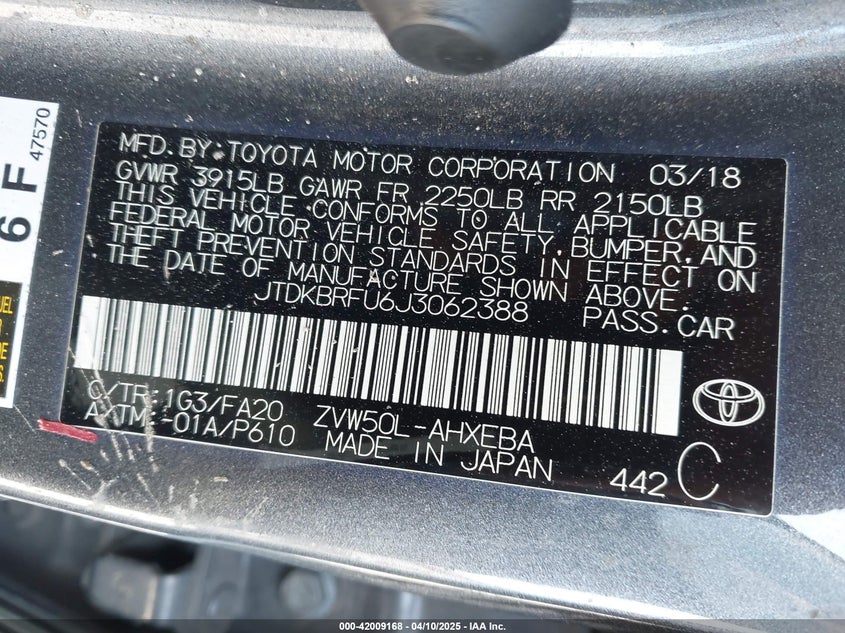 MFD.BY:TOYOTA MOTOR CORPORATION 03/18
GVWR 3915LB GAWR FR 2250LB RR 2150LB
THIS VEHICLE CONFORMS TO ALL APPLICABLE
FEDERAL MOTOR VEHICLE SAFETY,BUMPER,AND
THEFT PREVENTION STANDARDS IN EFFECT ON
THE DATE OF MANUFACTURE SHOWN ABOVE.
JTDKBRFU6J3062388 PASS.CAR
C/TR:1G3/FA20 ZVW50L-AHXEBA
A/TM:-01A/P610 MADE IN JAPAN
442 C
6 F
47570
000-42009168 - 04/10/2025 - IAA Inc.